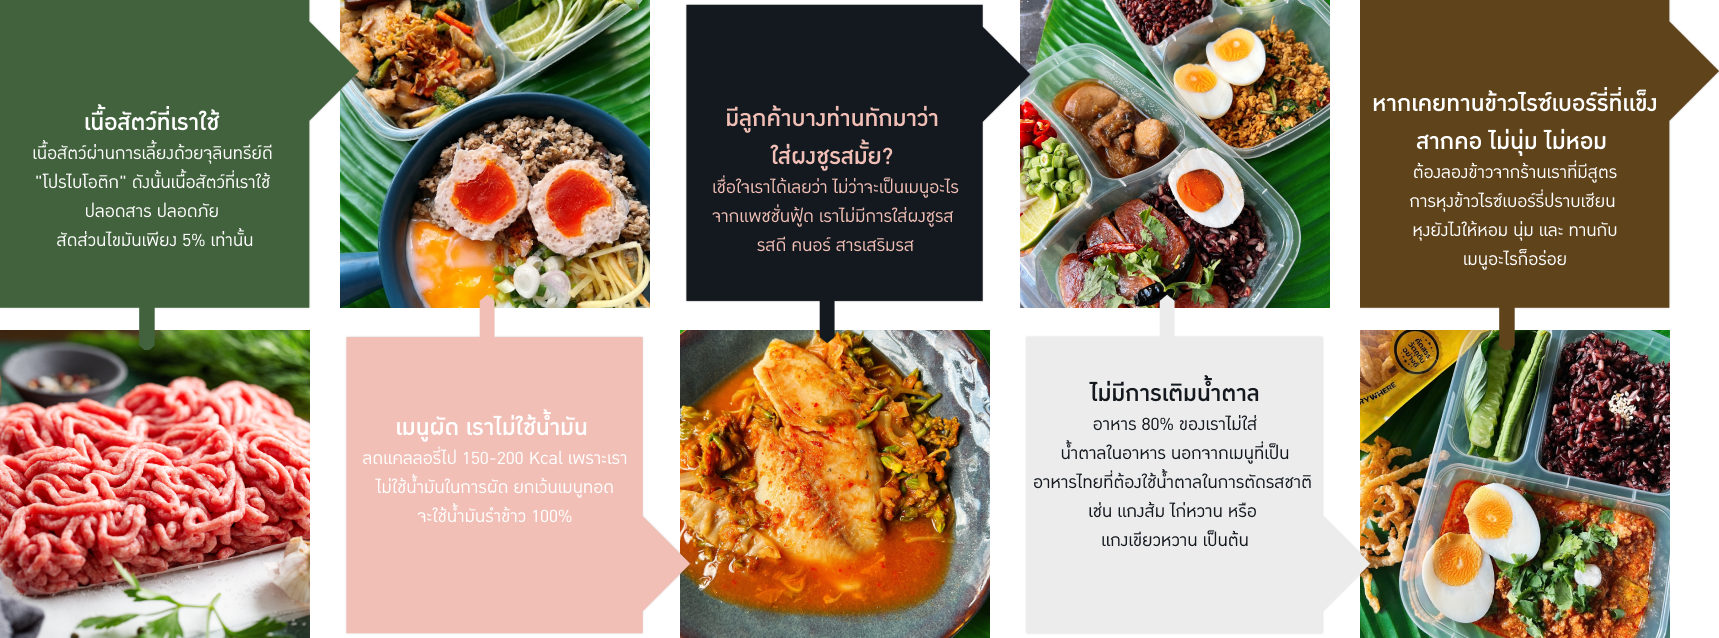 เนื้อสัตว์ที่เราใช้
เนื้อสัตว์ผ่านการเลี้ยงด้วยจุลินทรีย์ดี
"โปรไบโอติก" ดังนั้นเนื้อสัตว์ที่เราใช้
ปลอดสาร ปลอดภัย
สัดส่วนไขมันเพียง 5% เท่านั้น
เมนูผัด เราไม่ใช้น้ำมัน
ลดแคลลอรี่ไป 150-200 Kcal เพราะเรา
ไม่ใช้น้ำมันในการผัด ยกเว้นเมนูทอด
จะใช้น้ำมันรำข้าว 100%
มีลูกค้าบางท่านทักมาว่า
ใส่ผงชูรสมั้ย?
เชื่อใจเราได้เลยว่า ไม่ว่าจะเป็นเมนูอะไร
จากแพชชั่นฟู้ด เราไม่มีการใส่ผงชูรส
รสดี คนอร์ สารเสริมรส
ไม่มีการเติมน้ำตาล
อาหาร 80% ของเราไม่ใส่
น้ำตาลในอาหาร นอกจากเมนูที่เป็น
อาหารไทยที่ต้องใช้น้ำตาลในการตัดรสชาติ
เช่น แกงส้ม ไก่หวาน หรือ
แกงเขียวหวาน เป็นต้น
หากเคยทานข้าวไรซ์เบอร์รี่ที่แข็ง
สากคอ ไม่นุ่ม ไม่หอม
ต้องลองข้าวจากร้านเราที่มีสูตร
การหุงข้าวไรซ์เบอร์รี่ปราบเซียน
หุงยังไงให้หอม นุ่ม และ ทานกับ
เมนูอะไรก็อร่อย
คัดสรร
วัตถุดิบ
อย่างดี
RYWHERE